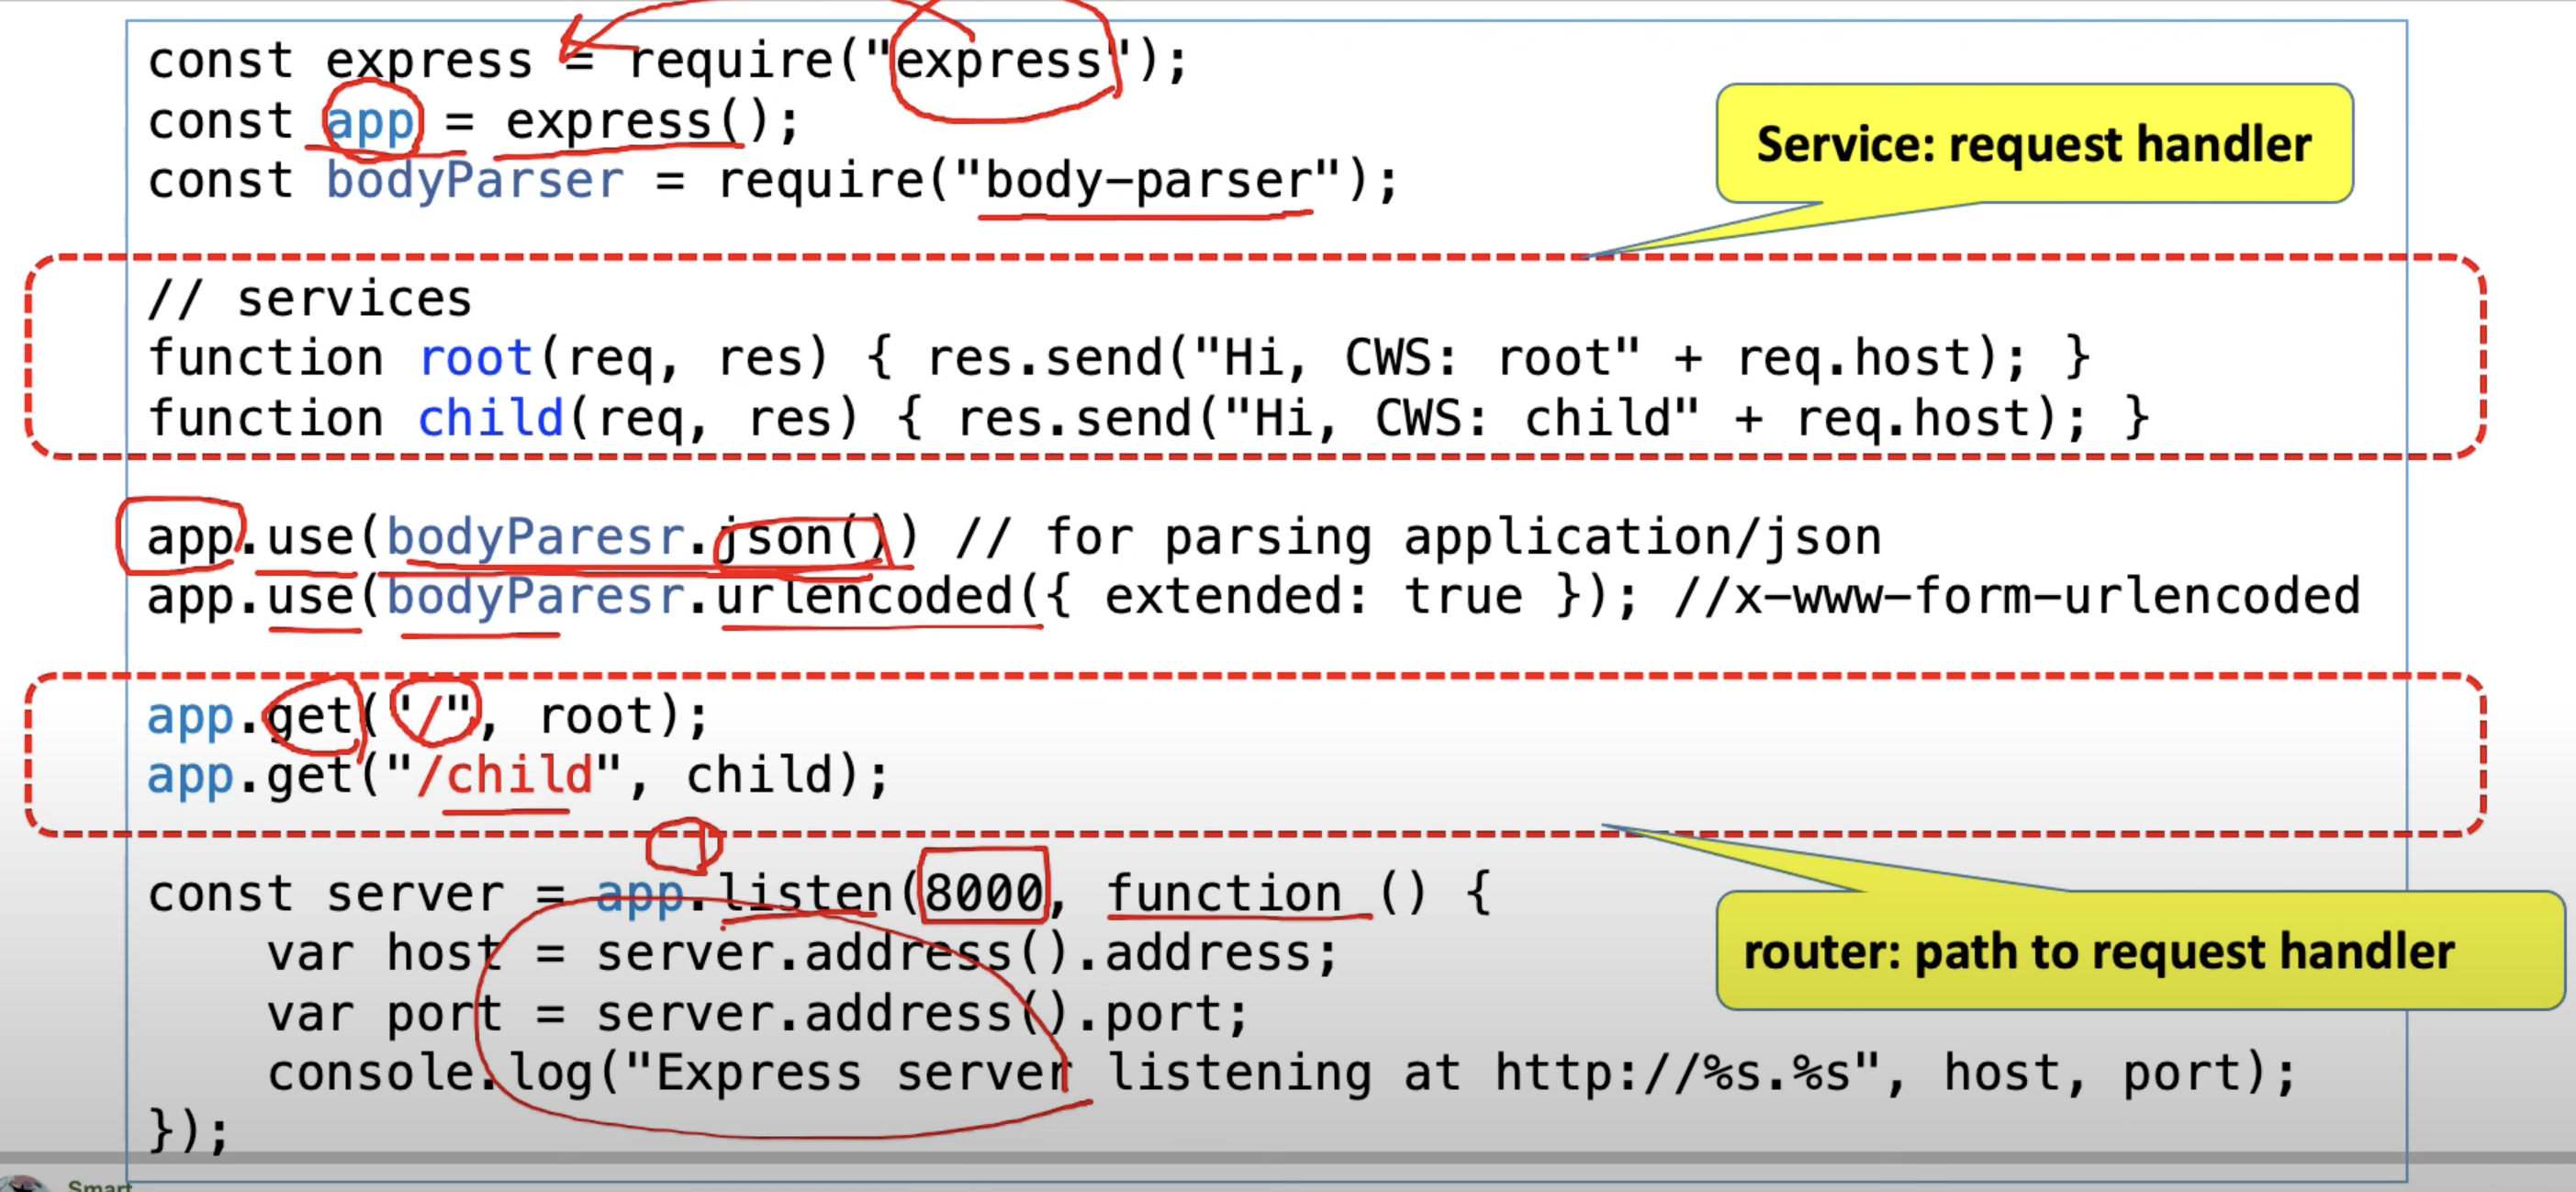 const express = require("express");
const app = express();
const bodyParser = require("body-parser");
Service: request handler
// services
function root(req, res) { res.send("Hi, CWS: root" + req.host); }
function child(req, res) { res.send("Hi, CWS: child" + req.host); }
app.use(bodyParesr.json()) // for parsing application/json
app.use(bodyParesr.urlencoded({ extended: true }); //x-www-form-urlencoded
app.get("/", root);
app.get("/child", child);
const server = app.listen(8000, function () {
var host = server.address().address;
router: path to request handler
var port = server.address().port;
console.log("Express server listening at http://%s.%s", host, port);
});
Smart